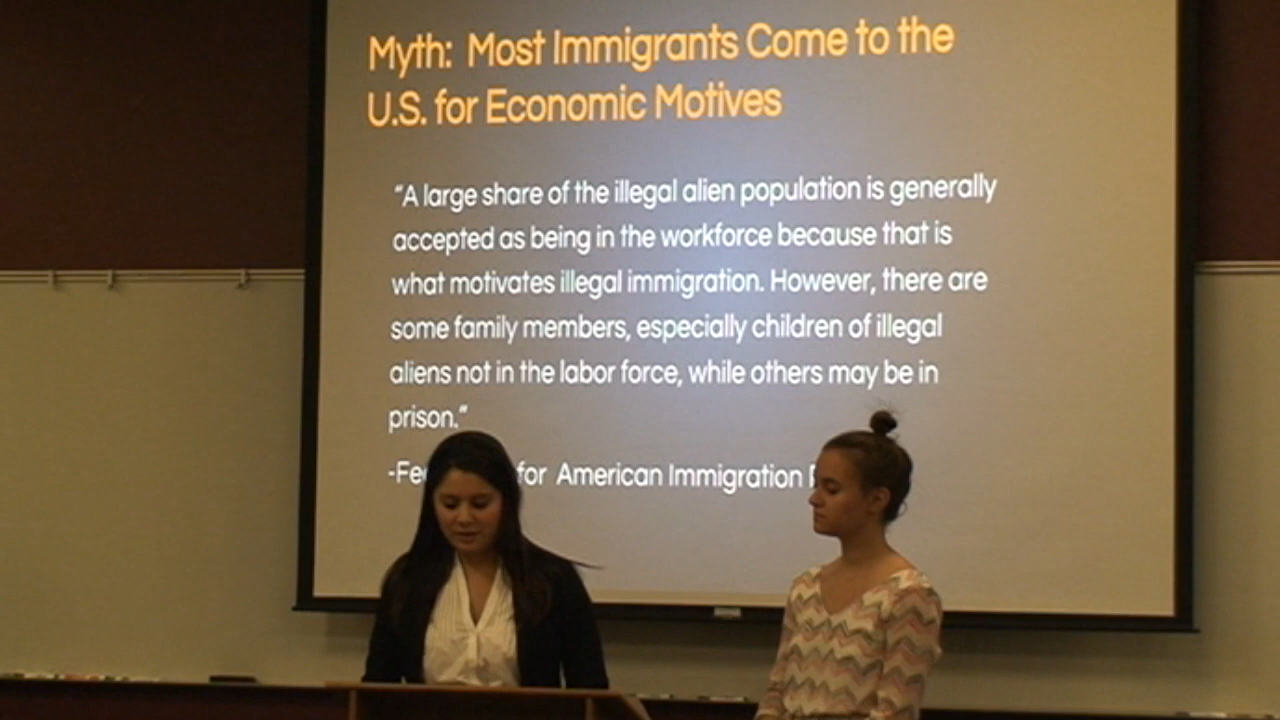 Myth: Most Immigrants Come to the
U.S. for Economic Motives
“A large share of the illegal alien population is generally
accepted as being in the workforce because that is
what motivates illegal immigration. However, there are
some family members, especially children of illegal
aliens not in the labor force, while others may be in
prison.”
for American Immigration